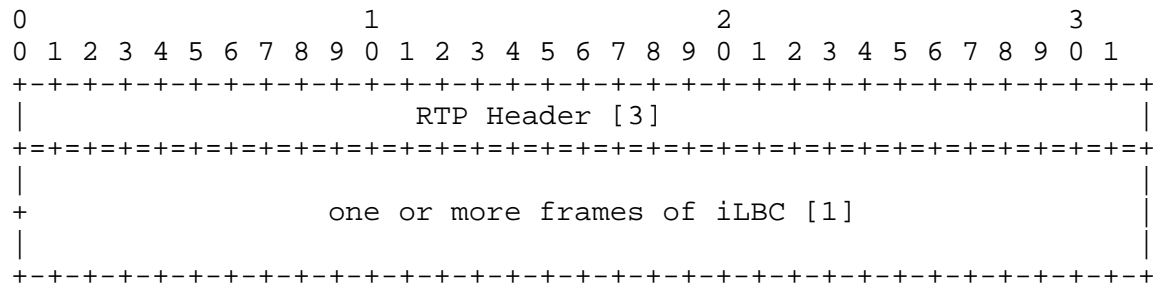 0                   1                   2                   3
0 1 2 3 4 5 6 7 8 9 0 1 2 3 4 5 6 7 8 9 0 1 2 3 4 5 6 7 8 9 0 1
+-+-+-+-+-+-+-+-+-+-+-+-+-+-+-+-+-+-+-+-+-+-+-+-+-+-+-+-+-+-+-+-+
|                      RTP Header [3]                           |
+=+=+=+=+=+=+=+=+=+=+=+=+=+=+=+=+=+=+=+=+=+=+=+=+=+=+=+=+=+=+=+=+
|                                                               |
+                 one or more frames of iLBC [1]                |
|                                                               |
+-+-+-+-+-+-+-+-+-+-+-+-+-+-+-+-+-+-+-+-+-+-+-+-+-+-+-+-+-+-+-+-+